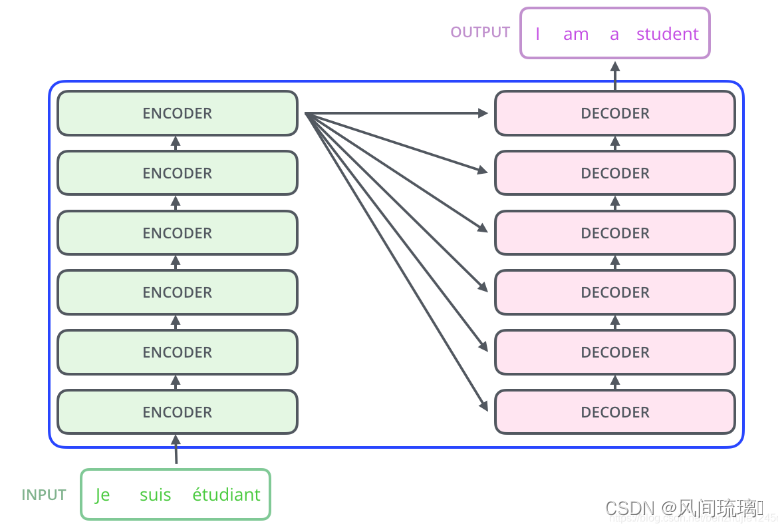 OUTPUT I am a student
ENCODER DECODER
ENCODER DECODER
ENCODER DECODER
ENCODER DECODER
ENCODER DECODER
ENCODER DECODER
INPUT Je suis étudiant
CSDN @风间琉璃